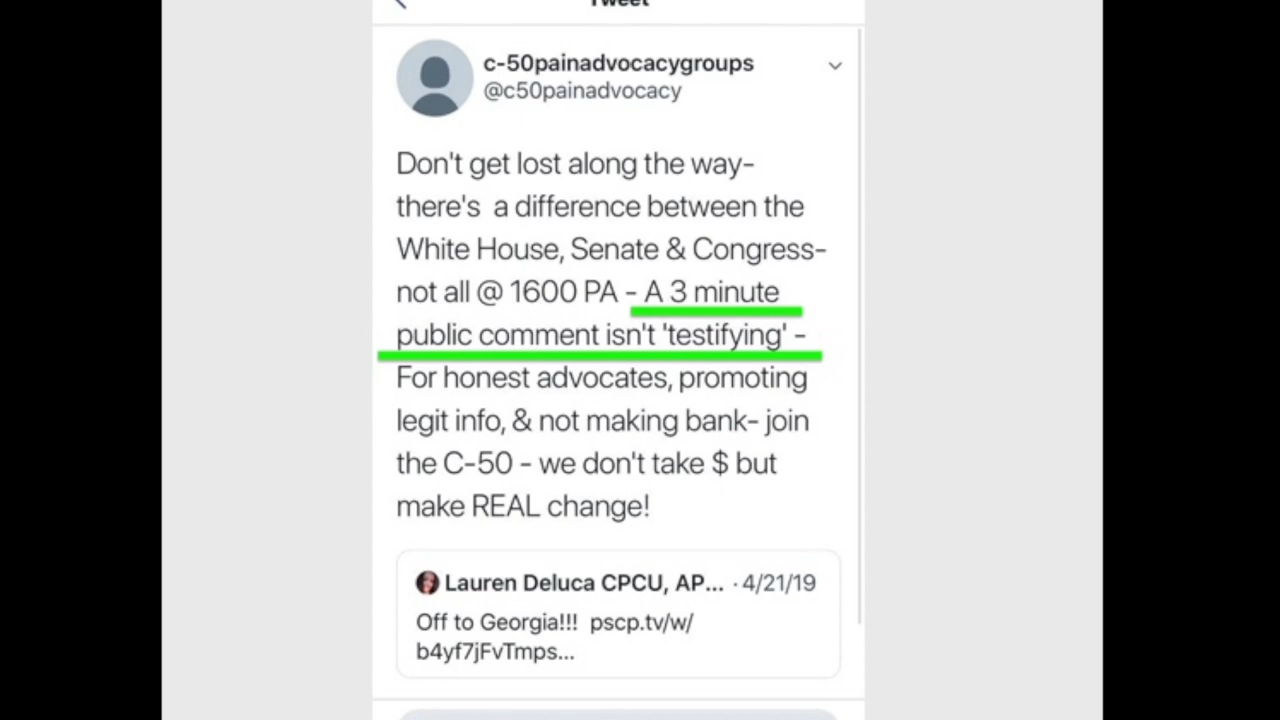 Tweet
c-50painadvocacygroups
@c50painadvocacy
Don't get lost along the way-
there's  a difference between the
White House, Senate & Congress-
not all @ 1600 PA - A 3 minute
public comment isn't 'testifying' -
For honest advocates, promoting
legit info, & not making bank- join
the C-50 - we don't take $ but
make REAL change!
Lauren Deluca CPCU, AP... · 4/21/19
Off to Georgia!!!  pscp.tv/w/
b4yf7jFvTmps...